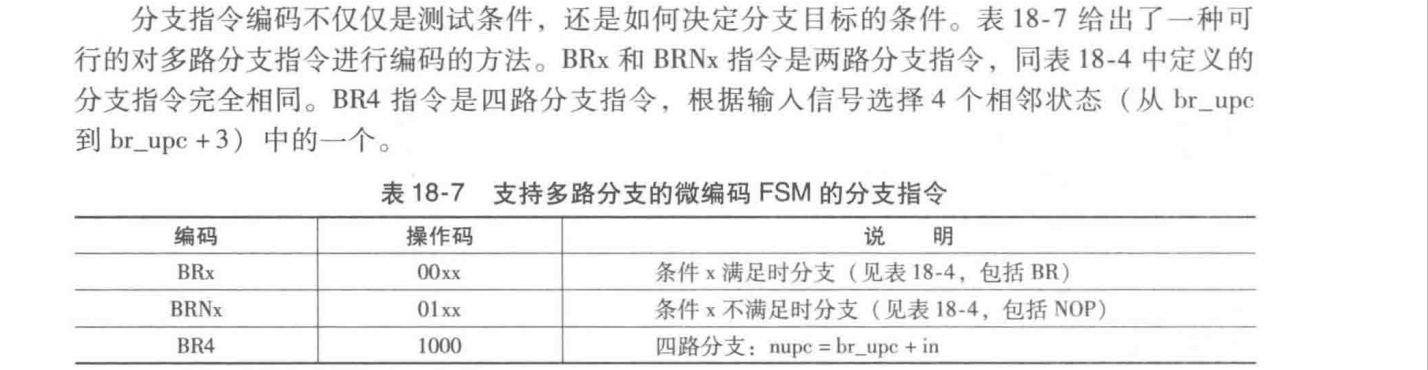 分支指令编码不仅仅是测试条件，还是如何决定分支目标的条件。表 18-7 给出了一种可
行的对多路分支指令进行编码的方法。BRx 和 BRNx 指令是两路分支指令，同表 18-4 中定义的
分支指令完全相同。BR4 指令是四路分支指令，根据输入信号选择 4 个相邻状态（从 br_upc
到 br_upc + 3）中的一个。
表 18-7 支持多路分支的微编码 FSM 的分支指令
编码 操作码 说 明
BRx 00xx 条件 x 满足时分支（见表 18-4，包括 BR）
BRNx 01xx 条件 x 不满足时分支（见表 18-4，包括 NOP）
BR4 1000 四路分支：nupc = br_upc + in